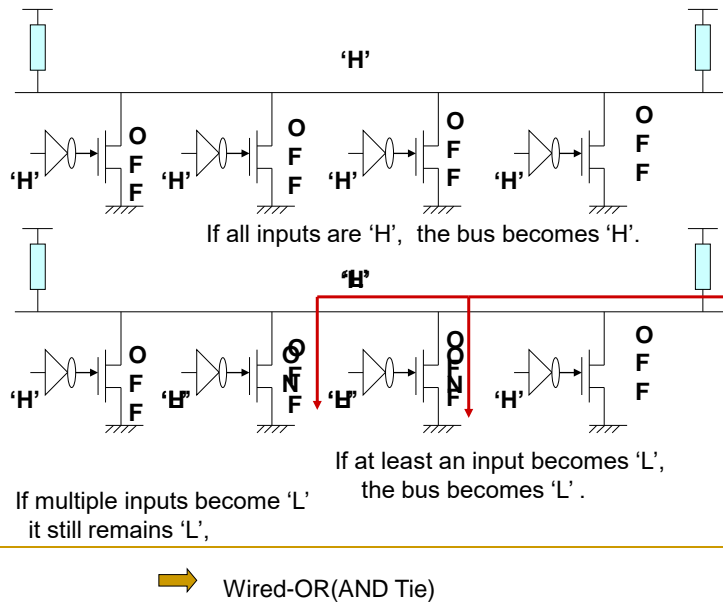 ‘H’
O F F
O F F
O F F
O F F
‘H’ ‘H’ ‘H’ ‘H’
If all inputs are ‘H’, the bus becomes ‘H’.
O F F
O F F
‘H’ ‘H’
If at least an input becomes ‘L’,
the bus becomes ‘L’ .
If multiple inputs become ‘L’
it still remains ‘L’,
Wired-OR(AND Tie)